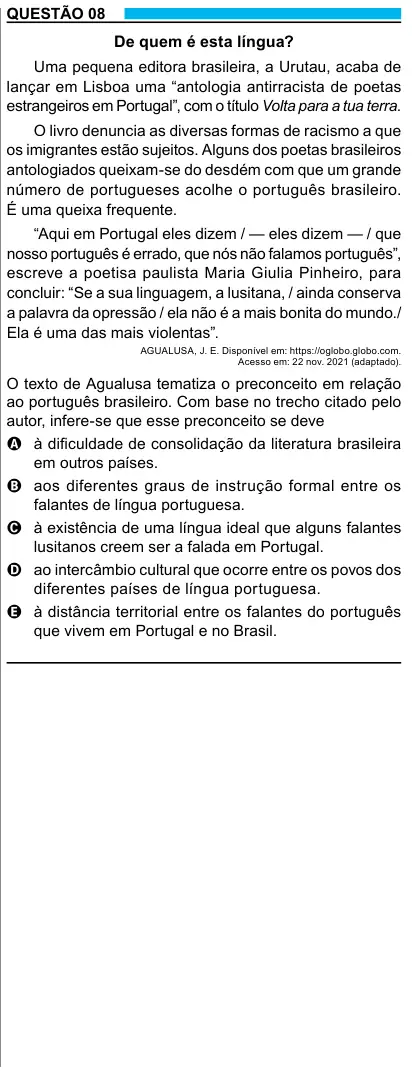 QUESTÃO 08
De quem é esta língua?
Uma pequena editora brasileira, a Urutau, acaba de
lançar em Lisboa uma “antologia antirracista de poetas
estrangeiros em Portugal”, com o título Volta para a tua terra.
O livro denuncia as diversas formas de racismo a que
os imigrantes estão sujeitos. Alguns dos poetas brasileiros
antologiados queixam-se do desdém com que um grande
número de portugueses acolhe o português brasileiro.
É uma queixa frequente.
“Aqui em Portugal eles dizem / — eles dizem — / que
nosso português é errado, que nós não falamos português”,
escreve a poetisa paulista Maria Giulia Pinheiro, para
concluir: “Se a sua linguagem, a lusitana, / ainda conserva
a palavra da opressão / ela não é a mais bonita do mundo./
Ela é uma das mais violentas”.
AGUALUSA, J. E. Disponível em: https://oglobo.globo.com.
Acesso em: 22 nov. 2021 (adaptado).
O texto de Agualusa tematiza o preconceito em relação
ao português brasileiro. Com base no trecho citado pelo
autor, infere-se que esse preconceito se deve
A à dificuldade de consolidação da literatura brasileira
em outros países.
B aos diferentes graus de instrução formal entre os
falantes de língua portuguesa.
C à existência de uma língua ideal que alguns falantes
lusitanos creem ser a falada em Portugal.
D ao intercâmbio cultural que ocorre entre os povos dos
diferentes países de língua portuguesa.
E à distância territorial entre os falantes do português
que vivem em Portugal e no Brasil.